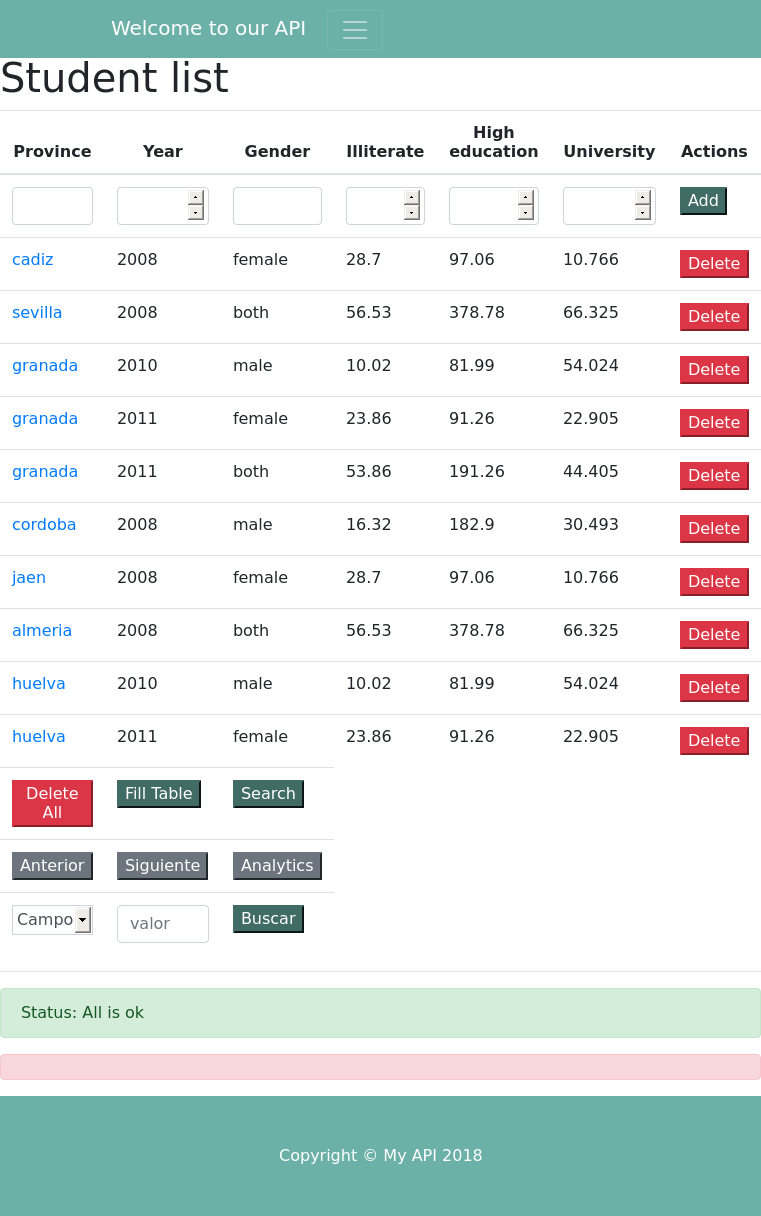 Welcome to our API
Student list
Province Year Gender Illiterate High education University Actions
Add
cadiz 2008 female 28.7 97.06 10.766 Delete
sevilla 2008 both 56.53 378.78 66.325 Delete
granada 2010 male 10.02 81.99 54.024 Delete
granada 2011 female 23.86 91.26 22.905 Delete
granada 2011 both 53.86 191.26 44.405 Delete
cordoba 2008 male 16.32 182.9 30.493 Delete
jaen 2008 female 28.7 97.06 10.766 Delete
almeria 2008 both 56.53 378.78 66.325 Delete
huelva 2010 male 10.02 81.99 54.024 Delete
huelva 2011 female 23.86 91.26 22.905 Delete
Delete All Fill Table Search
Anterior Siguiente Analytics
Campo valor Buscar
Status: All is ok
Copyright © My API 2018